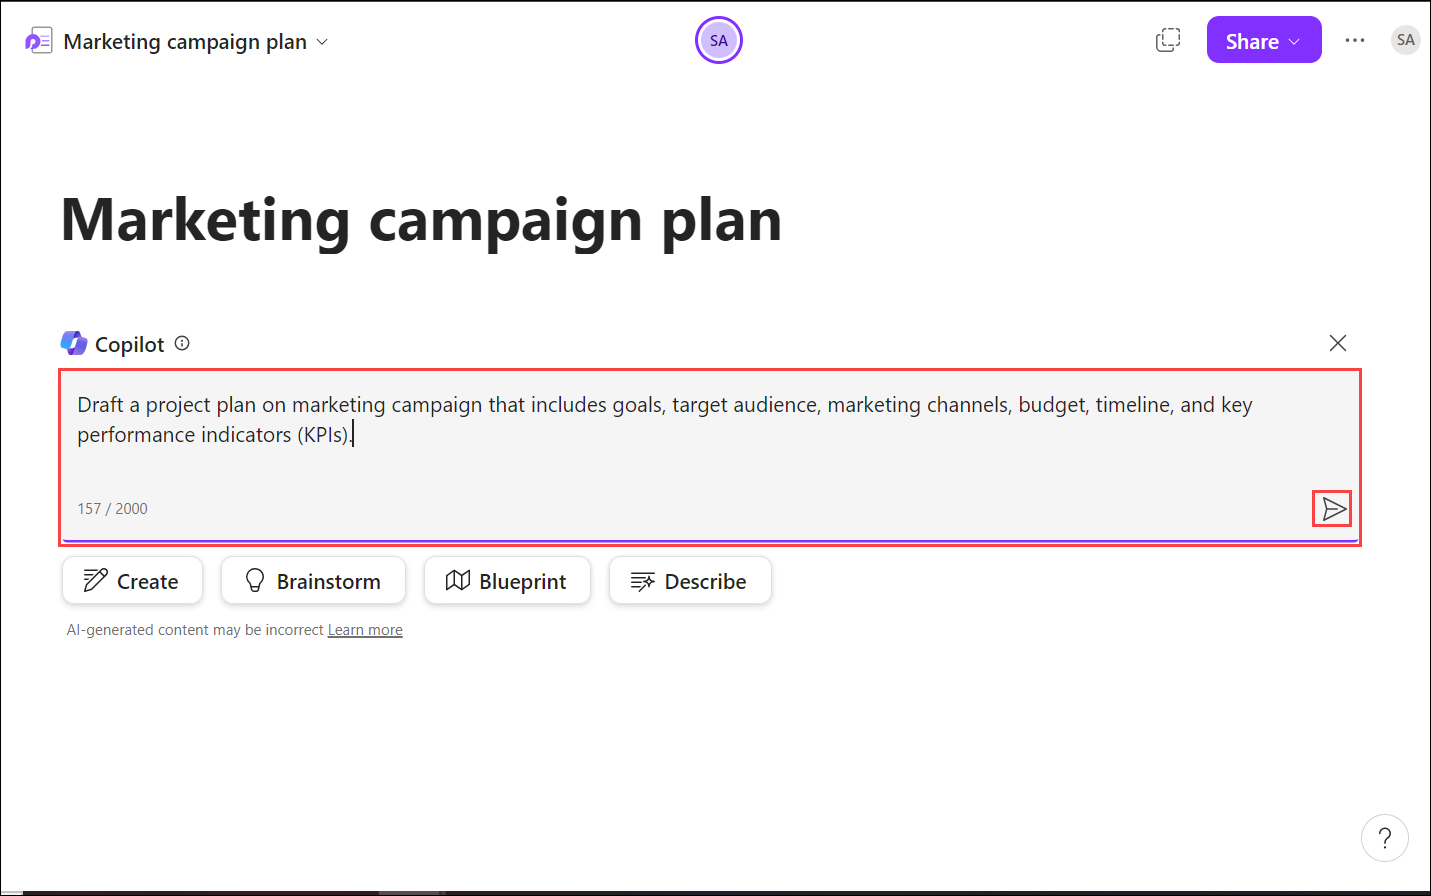 Marketing campaign plan
SA
Share
SA
Marketing campaign plan
Copilot
Draft a project plan on marketing campaign that includes goals, target audience, marketing channels, budget, timeline, and key
performance indicators (KPIs).
157 / 2000
Create
Brainstorm
Blueprint
Describe
AI-generated content may be incorrect Learn more
?